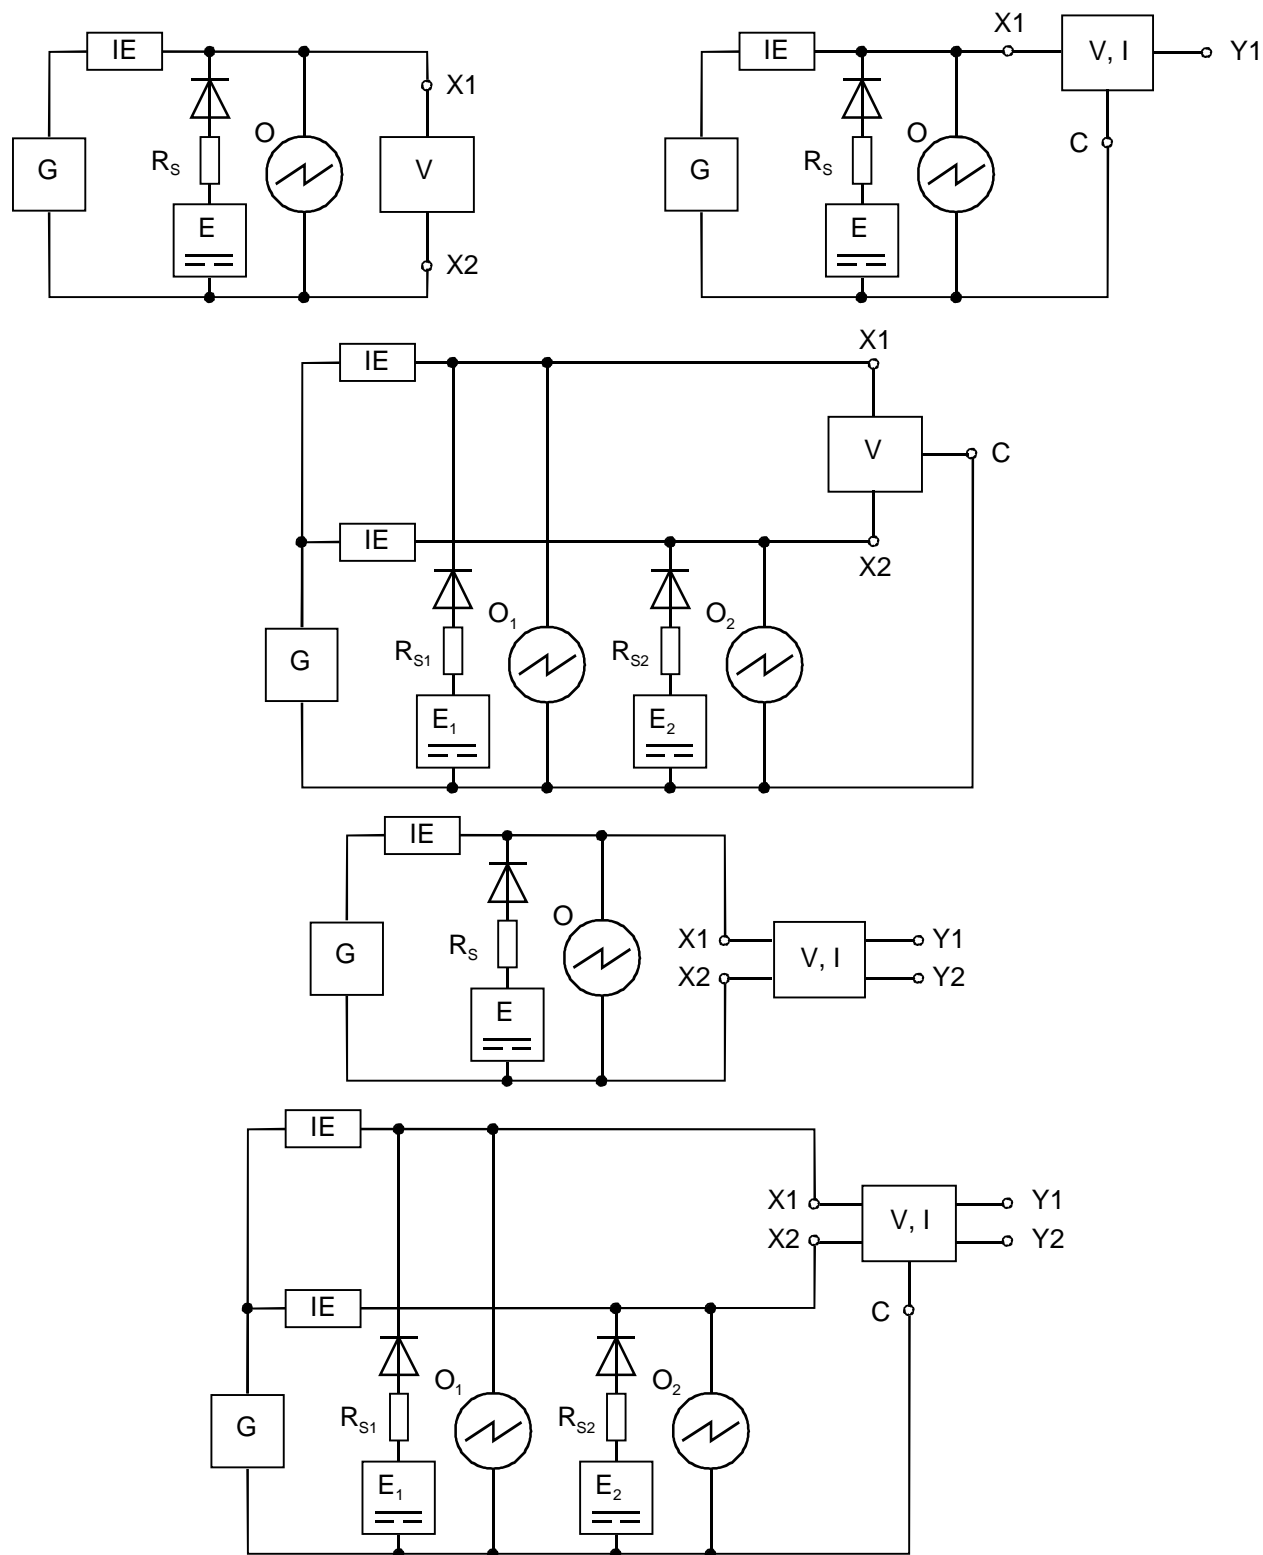 IE
X1
O
G
R_S
V
E
X2
X1
IE
V, I
Y1
O
C
G
R_S
E
X1
IE
V
C
IE
X2
O_1
O_2
G
R_S1
R_S2
E_1
E_2
IE
O
X1
Y1
G
R_S
V, I
X2
Y2
E
IE
X1
Y1
V, I
X2
Y2
IE
C
O_1
O_2
G
R_S1
R_S2
E_1
E_2